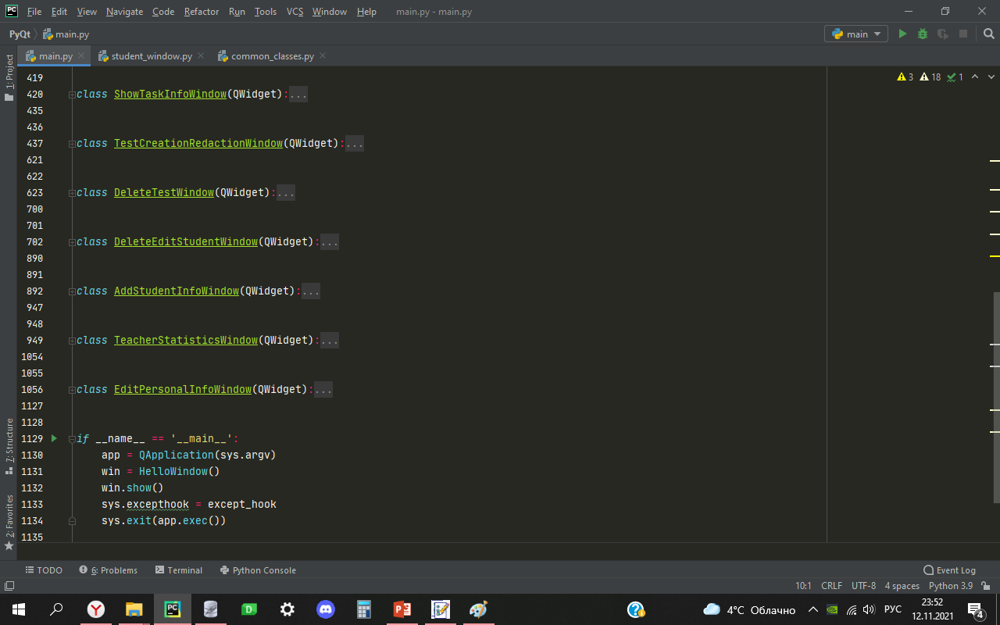 PC File Edit View Navigate Code Refactor Run Tools VCS Window Help main.py - main.py
PyQt main.py main
1: Project
main.py student_window.py common_classes.py
3 18 1
419
420 class ShowTaskInfoWindow(QWidget):...
435
436
437 class TestCreationRedactionWindow(QWidget):...
621
622
623 class DeleteTestWindow(QWidget):...
700
701
702 class DeleteEditStudentWindow(QWidget):...
890
891
892 class AddStudentInfoWindow(QWidget):...
947
948
949 class TeacherStatisticsWindow(QWidget):...
1054
1055
1056 class EditPersonalInfoWindow(QWidget):...
1127
1128
1129 if __name__ == '__main__':
1130 app = QApplication(sys.argv)
1131 win = HelloWindow()
1132 win.show()
1133 sys.excepthook = except_hook
1134 sys.exit(app.exec())
1135
7: Structure
2: Favorites
TODO 6: Problems Terminal Python Console Event Log
10:1 CRLF UTF-8 4 spaces Python 3.9
PC D P 4°C Облачно РУС 23:52
12.11.2021 4